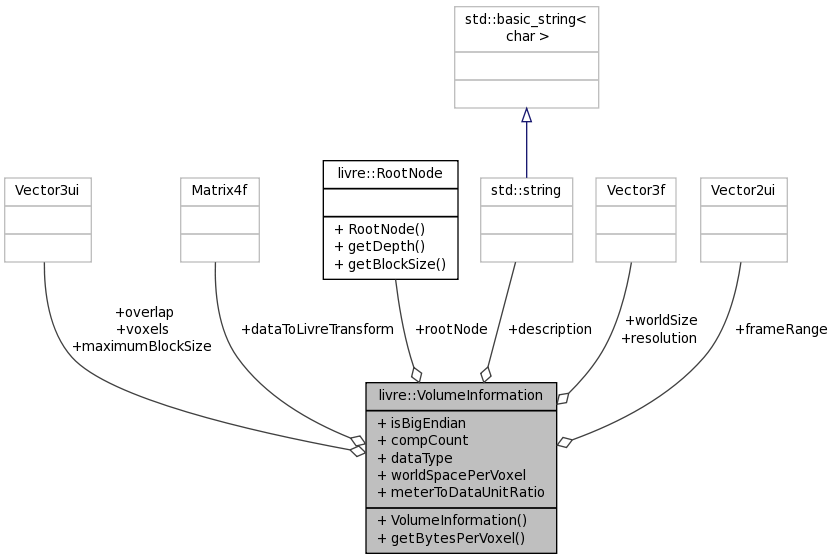 std::basic_string<
char >
Vector3ui
Matrix4f
livre::RootNode
+ RootNode()
+ getDepth()
+ getBlockSize()
std::string
Vector3f
Vector2ui
+overlap
+voxels
+maximumBlockSize
+dataToLivreTransform
+rootNode
+description
+worldSize
+resolution
+frameRange
livre::VolumeInformation
+ isBigEndian
+ compCount
+ dataType
+ worldSpacePerVoxel
+ meterToDataUnitRatio
+ VolumeInformation()
+ getBytesPerVoxel()